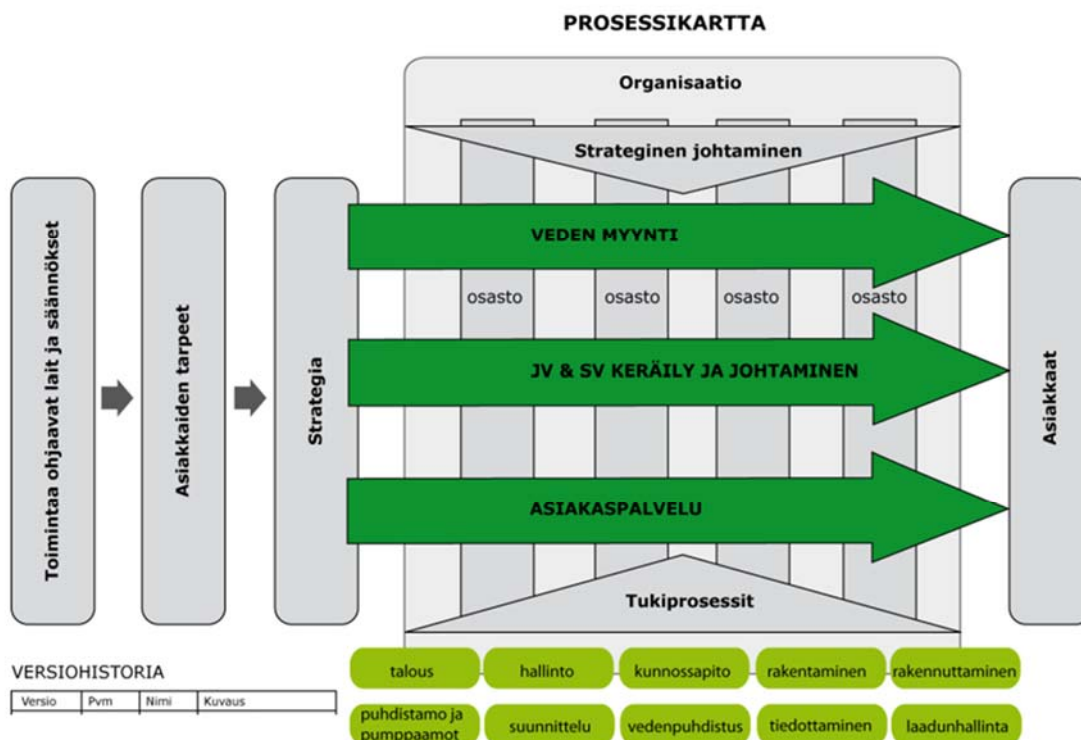 PROSESSIKARTTA
Organisaatio
Strateginen johtaminen
Toimintaa ohjaavat lait ja säännökset
Asiakkaiden tarpeet
Strategia
VEDEN MYYNTI
osasto osasto osasto osasto
JV & SV KERÄILY JA JOHTAMINEN
ASIAKASPALVELU
Asiakkaat
Tukiprosessit
talous hallinto kunnossapito rakentaminen rakennuttaminen
puhdistamo ja
pumppaamot
suunnittelu vedenpuhdistus tiedottaminen laadunhallinta
VERSIOHISTORIA
Versio Pvm Nimi Kuvaus